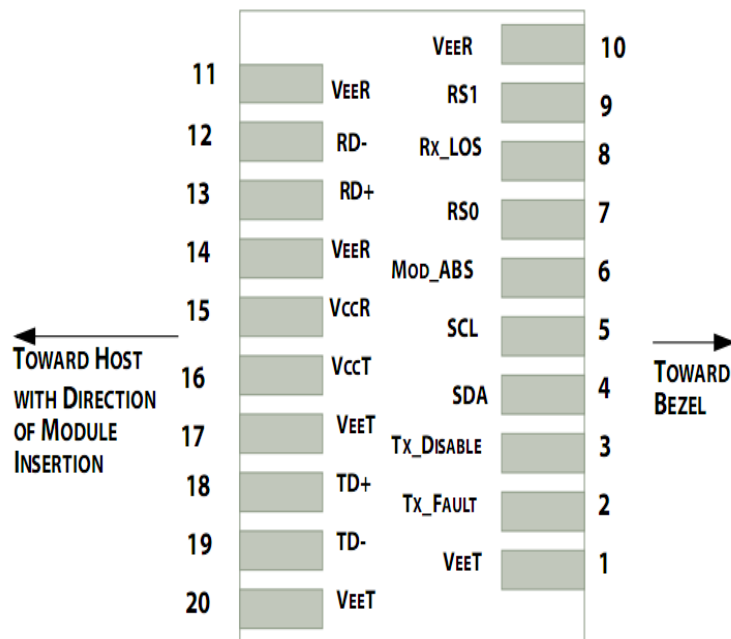 11
VEER
12
RD-
13
RD+
14
VEER
15
VCCR
16
VCCT
17
VEET
18
TD+
19
TD-
20
VEET
TOWARD HOST
WITH DIRECTION
OF MODULE
INSERTION
VEER
10
RS1
9
RX_LOS
8
RS0
7
MOD_ABS
6
SCL
5
SDA
4
TX_DISABLE
3
TX_FAULT
2
VEET
1
TOWARD
BEZEL